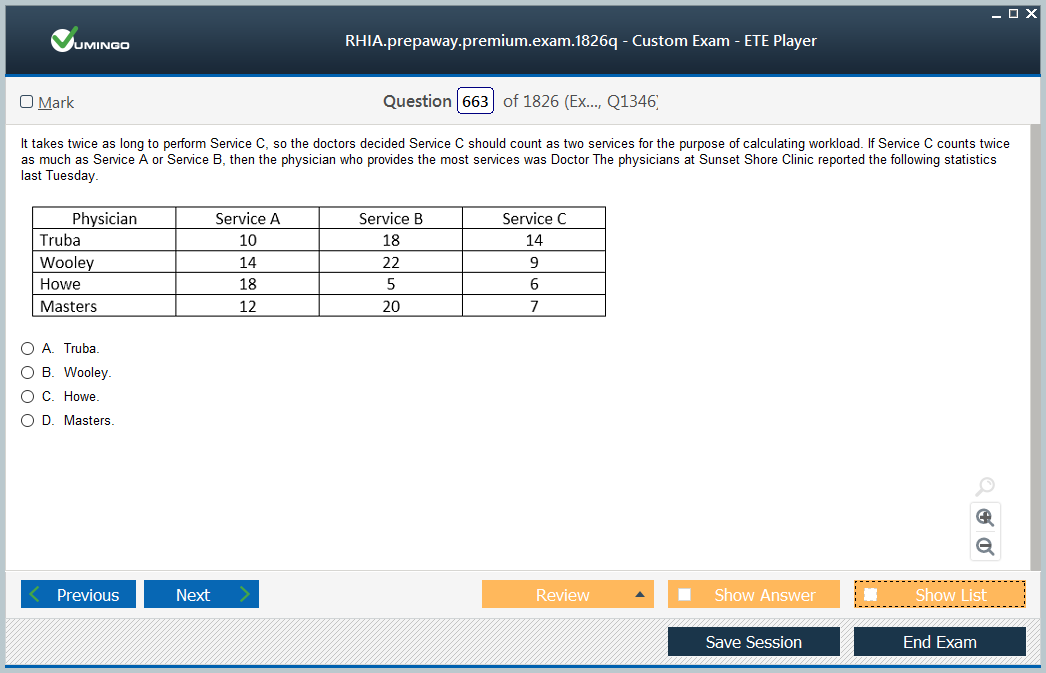 VUMINGO
RHIA.prepaway.premium.exam.1826q - Custom Exam - ETE Player
Mark
Question 663 of 1826 (Ex..., Q1346)
It takes twice as long to perform Service C, so the doctors decided Service C should count as two services for the purpose of calculating workload. If Service C counts twice
as much as Service A or Service B, then the physician who provides the most services was Doctor The physicians at Sunset Shore Clinic reported the following statistics
last Tuesday.
Physician Service A Service B Service C
Truba 10 18 14
Wooley 14 22 9
Howe 18 5 6
Masters 12 20 7
A. Truba.
B. Wooley.
C. Howe.
D. Masters.
Previous Next Review Show Answer Show List
Save Session End Exam